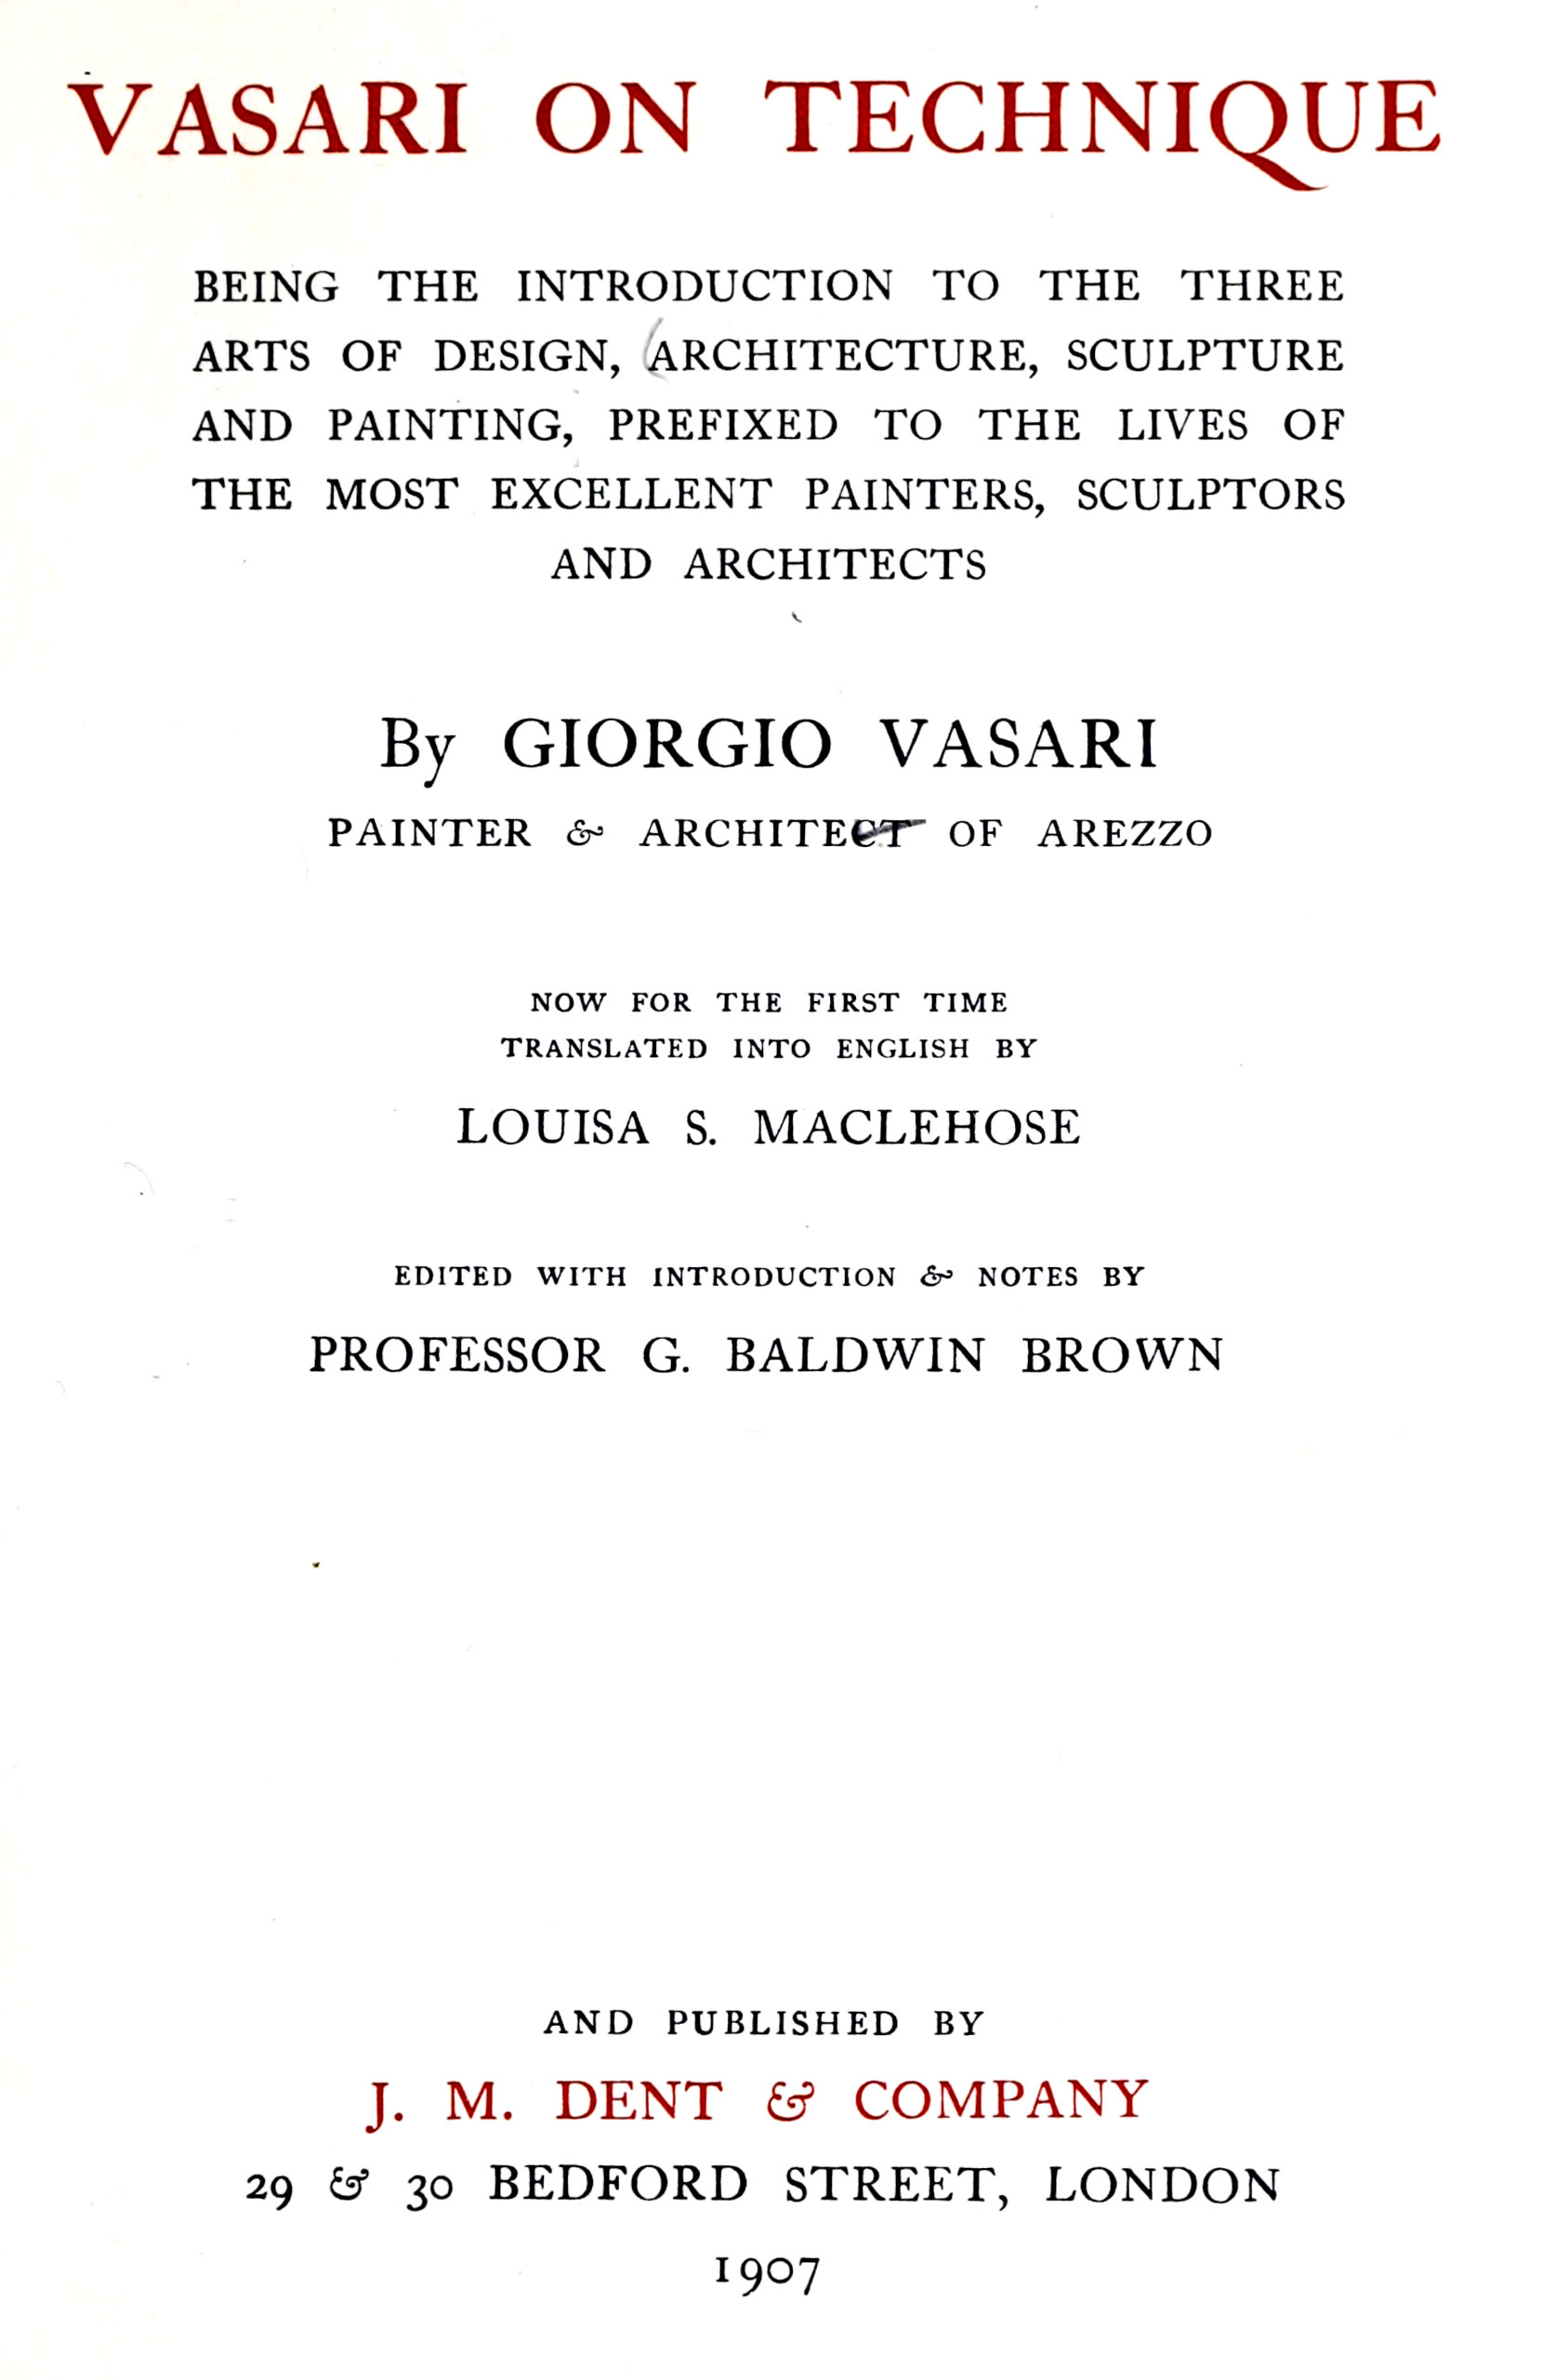 VASARI ON TECHNIQUE
BEING THE INTRODUCTION TO THE THREE
ARTS OF DESIGN, ARCHITECTURE, SCULPTURE
AND PAINTING, PREFIXED TO THE LIVES OF
THE MOST EXCELLENT PAINTERS, SCULPTORS
AND ARCHITECTS
By GIORGIO VASARI
PAINTER & ARCHITECT OF AREZZO
NOW FOR THE FIRST TIME
TRANSLATED INTO ENGLISH BY
LOUISA S. MACLEHOSE
EDITED WITH INTRODUCTION & NOTES BY
PROFESSOR G. BALDWIN BROWN
AND PUBLISHED BY
J. M. DENT & COMPANY
29 & 30 BEDFORD STREET, LONDON
1907